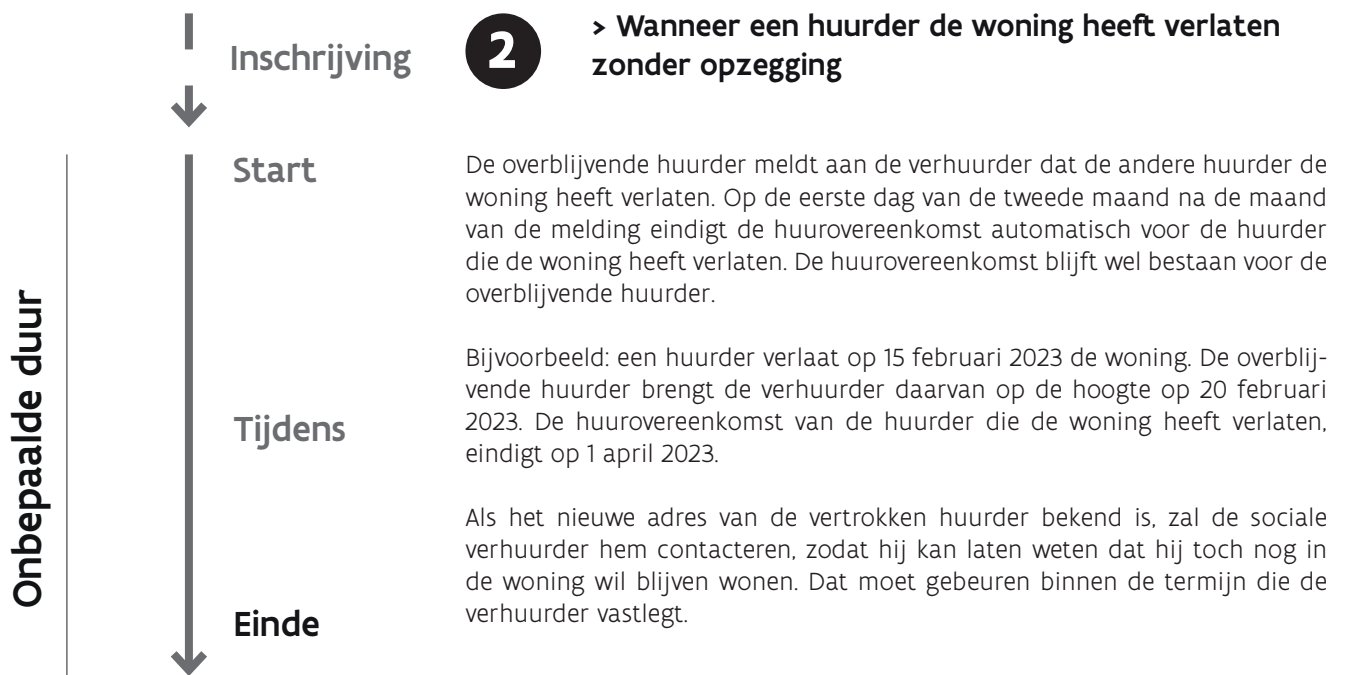 Inschrijving
2
> Wanneer een huurder de woning heeft verlaten
zonder opzegging
Onbepaalde duur
Start
De overblijvende huurder meldt aan de verhuurder dat de andere huurder de
woning heeft verlaten. Op de eerste dag van de tweede maand na de maand
van de melding eindigt de huurovereenkomst automatisch voor de huurder
die de woning heeft verlaten. De huurovereenkomst blijft wel bestaan voor de
overblijvende huurder.
Tijdens
Bijvoorbeeld: een huurder verlaat op 15 februari 2023 de woning. De overblij-
vende huurder brengt de verhuurder daarvan op de hoogte op 20 februari
2023. De huurovereenkomst van de huurder die de woning heeft verlaten,
eindigt op 1 april 2023.
Als het nieuwe adres van de vertrokken huurder bekend is, zal de sociale
verhuurder hem contacteren, zodat hij kan laten weten dat hij toch nog in
de woning wil blijven wonen. Dat moet gebeuren binnen de termijn die de
verhuurder vastlegt.
Einde